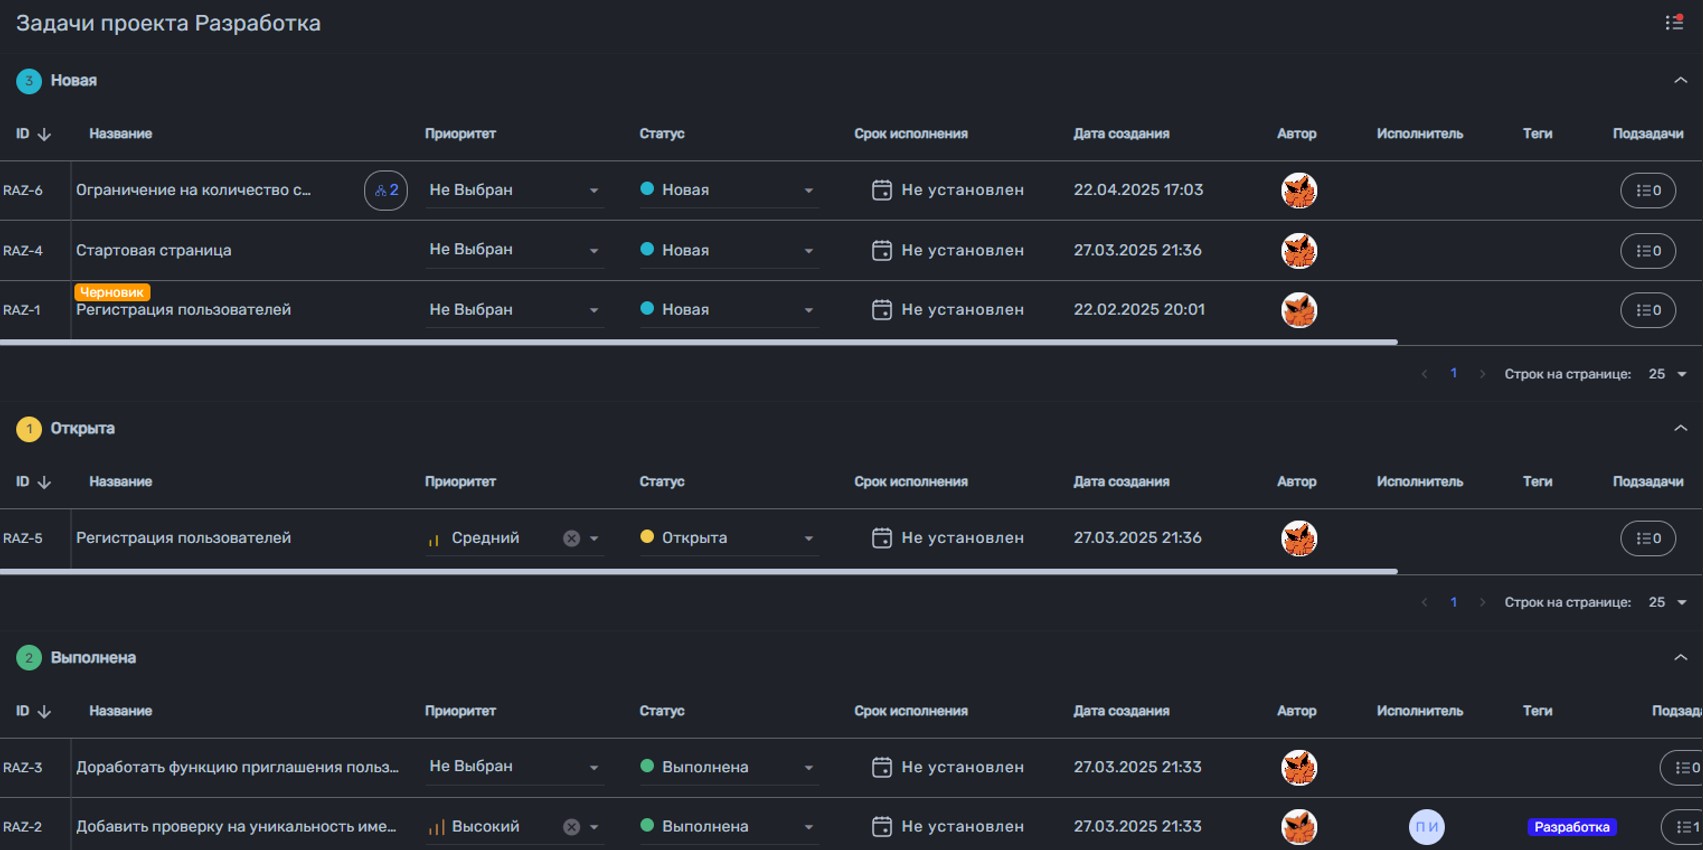 Задачи проекта Разработка
3 Новая
ID Название Приоритет Статус Срок исполнения Дата создания Автор Исполнитель Теги Подзадачи
RAZ-6 Ограничение на количество с... 2 Не Выбран Новая Не установлен 22.04.2025 17:03 0
RAZ-4 Стартовая страница Не Выбран Новая Не установлен 27.03.2025 21:36 0
Черновик
RAZ-1 Регистрация пользователей Не Выбран Новая Не установлен 22.02.2025 20:01 0
1 Строк на странице: 25
1 Открыта
ID Название Приоритет Статус Срок исполнения Дата создания Автор Исполнитель Теги Подзадачи
RAZ-5 Регистрация пользователей Средний Открыта Не установлен 27.03.2025 21:36 0
1 Строк на странице: 25
2 Выполнена
ID Название Приоритет Статус Срок исполнения Дата создания Автор Исполнитель Теги Подзад
RAZ-3 Доработать функцию приглашения польз... Не Выбран Выполнена Не установлен 27.03.2025 21:33 0
RAZ-2 Добавить проверку на уникальность име... Высокий Выполнена Не установлен 27.03.2025 21:33 П И Разработка 1